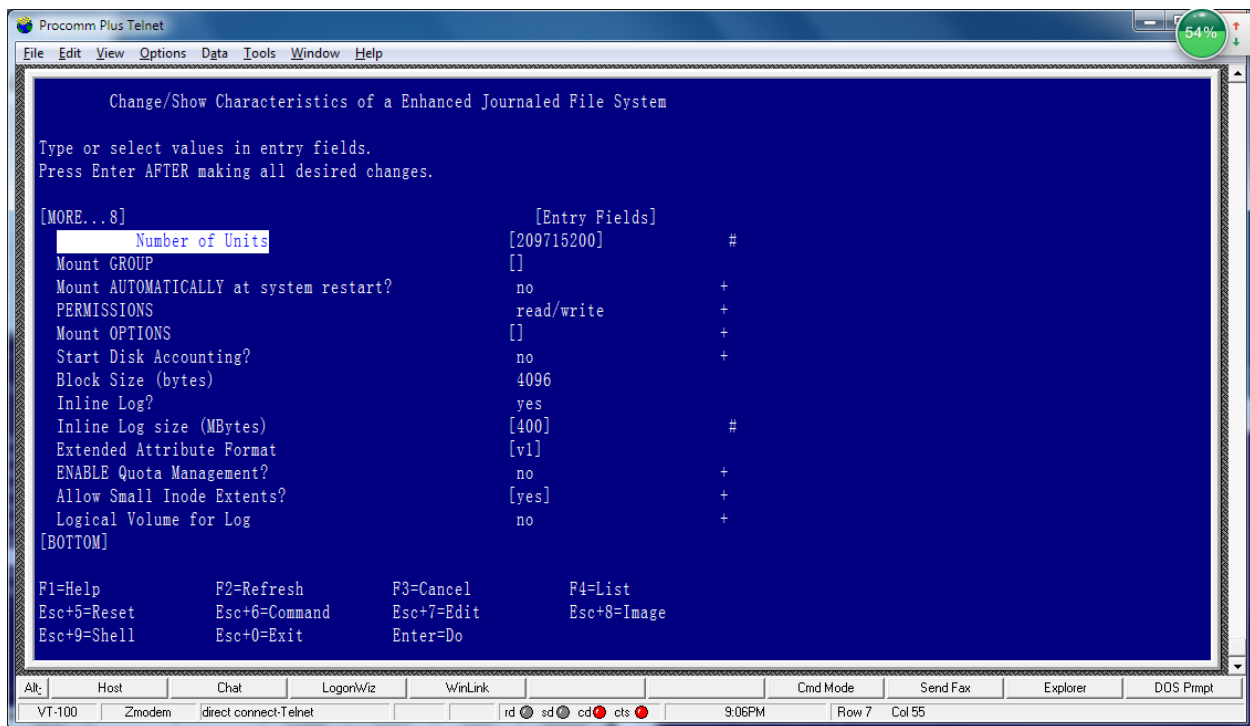 Procomm Plus Telnet
54%
File Edit View Options Data Tools Window Help
Change/Show Characteristics of a Enhanced Journaled File System
Type or select values in entry fields.
Press Enter AFTER making all desired changes.
[MORE...8] [Entry Fields]
Number of Units [209715200] #
Mount GROUP []
Mount AUTOMATICALLY at system restart? no +
PERMISSIONS read/write +
Mount OPTIONS [] +
Start Disk Accounting? no +
Block Size (bytes) 4096
Inline Log? yes
Inline Log size (MBytes) [400] #
Extended Attribute Format [v1]
ENABLE Quota Management? no +
Allow Small Inode Extents? [yes] +
Logical Volume for Log no +
[BOTTOM]
F1=Help F2=Refresh F3=Cancel F4=List
Esc+5=Reset Esc+6=Command Esc+7=Edit Esc+8=Image
Esc+9=Shell Esc+0=Exit Enter=Do
Alt- Host Chat LogonWiz WinLink Cmd Mode Send Fax Explorer DOS Prmpt
VT-100 Zmodem direct connect-Telnet rd sd cd cts 9:06PM Row 7 Col 55